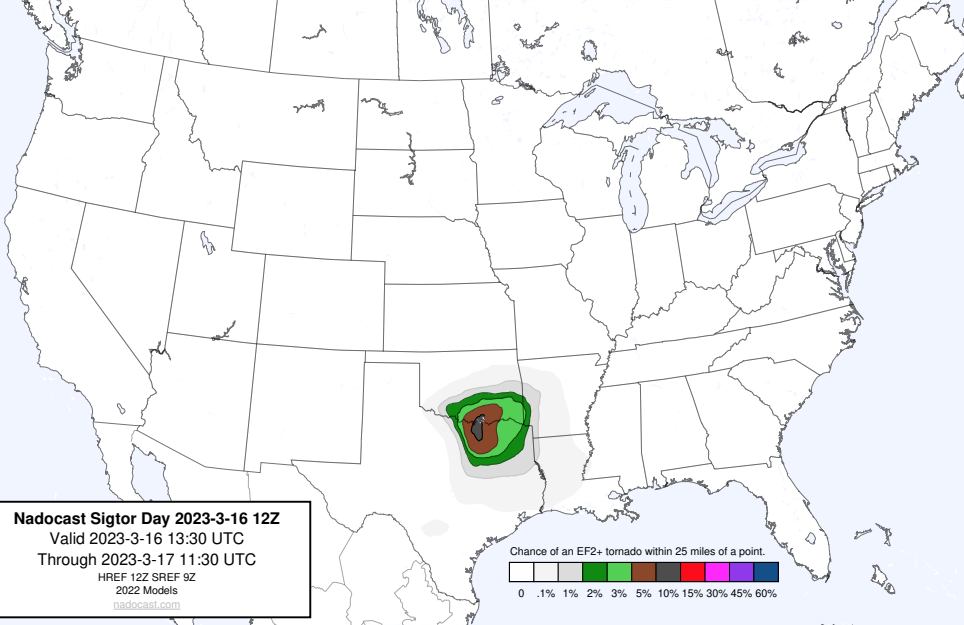 Nadocast Sigtor Day 2023-3-16 12Z
Valid 2023-3-16 13:30 UTC
Through 2023-3-17 11:30 UTC
HREF 12Z SREF 9Z
2022 Models
nadocast.com
Chance of an EF2+ tornado within 25 miles of a point.
0 .1% 1% 2% 3% 5% 10% 15% 30% 45% 60%